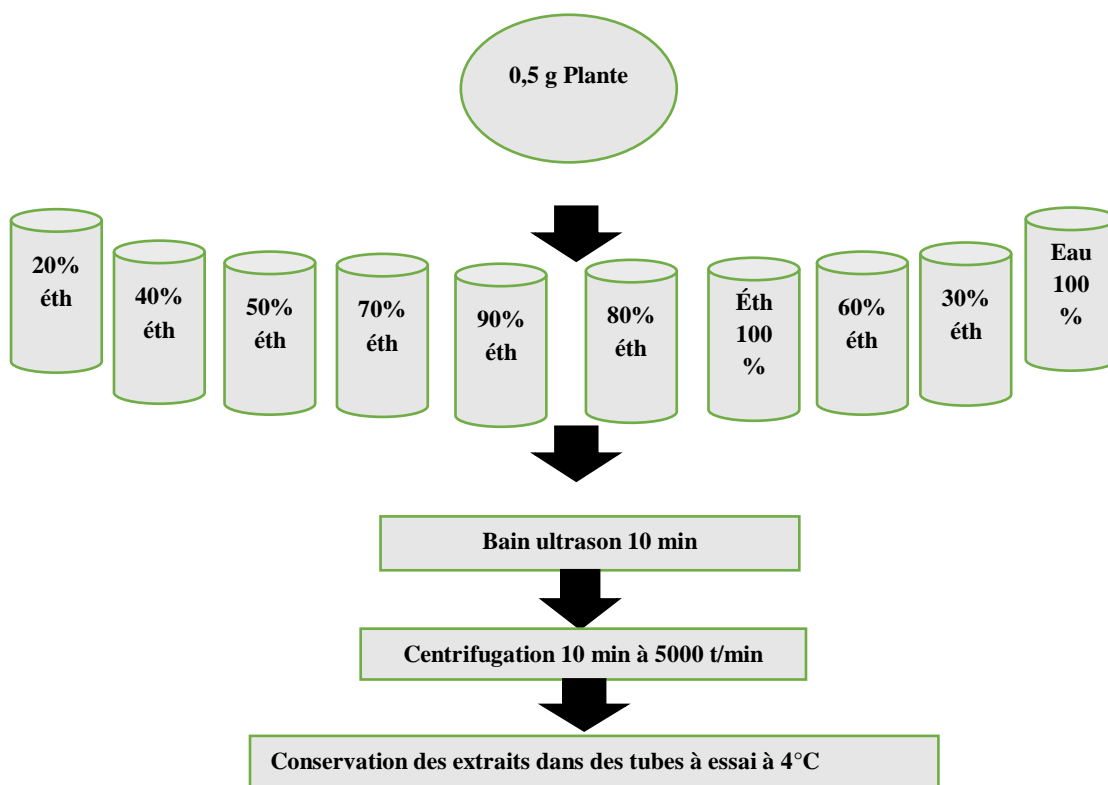 0,5 g Plante
20%
éth
40%
éth
50%
éth
70%
éth
90%
éth
80%
éth
Éth
100
%
60%
éth
30%
éth
Eau
100
%
Bain ultrason 10 min
Centrifugation 10 min à 5000 t/min
Conservation des extraits dans des tubes à essai à 4°C